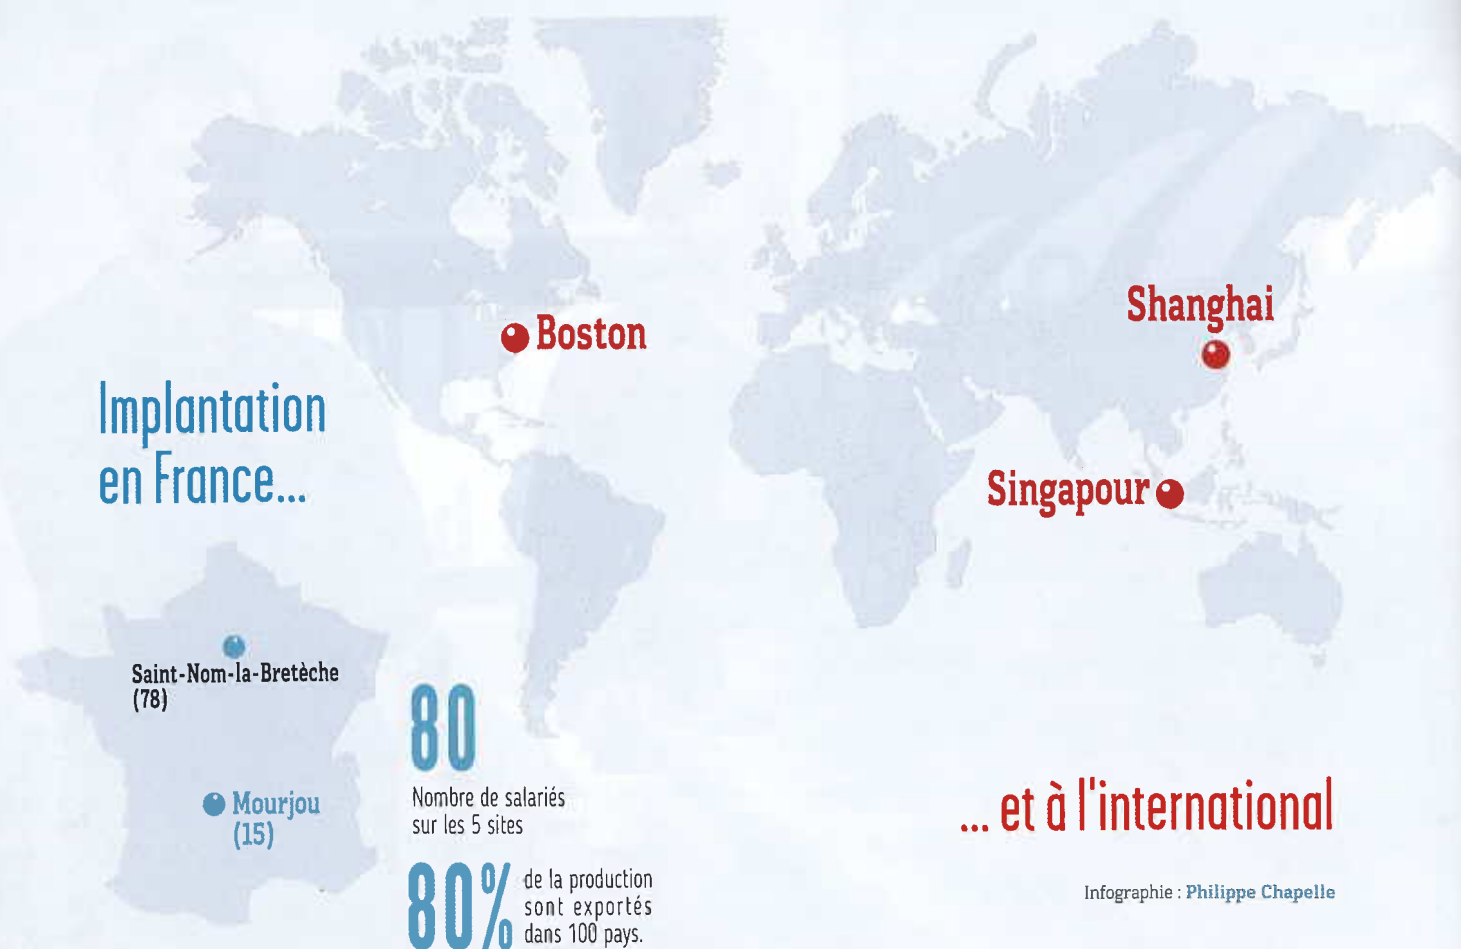 Boston
Shanghai
Singapour
Implantation
en France...
Saint-Nom-la-Bretèche
(78)
Mourjou
(15)
80
Nombre de salariés
sur les 5 sites
80%
de la production
sont exportés
dans 100 pays.
... et à l'international
Infographie : Philippe Chapelle